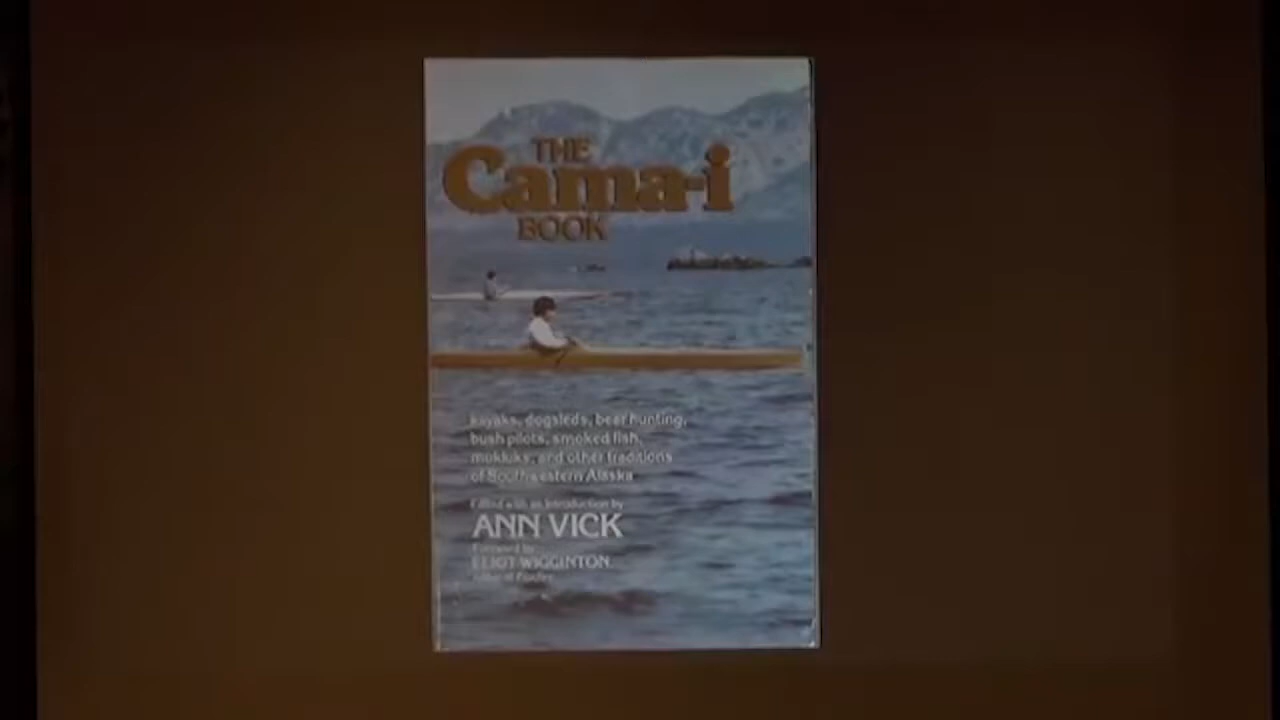 THE
Cama-i
BOOK
kayaks, dogsleds, bear hunting,
bush pilots, smoked fish,
mukluks, and other traditions
of Southwestern Alaska
Edited with an introduction by
ANN VICK
Foreword by
ELIOT WIGGINTON,